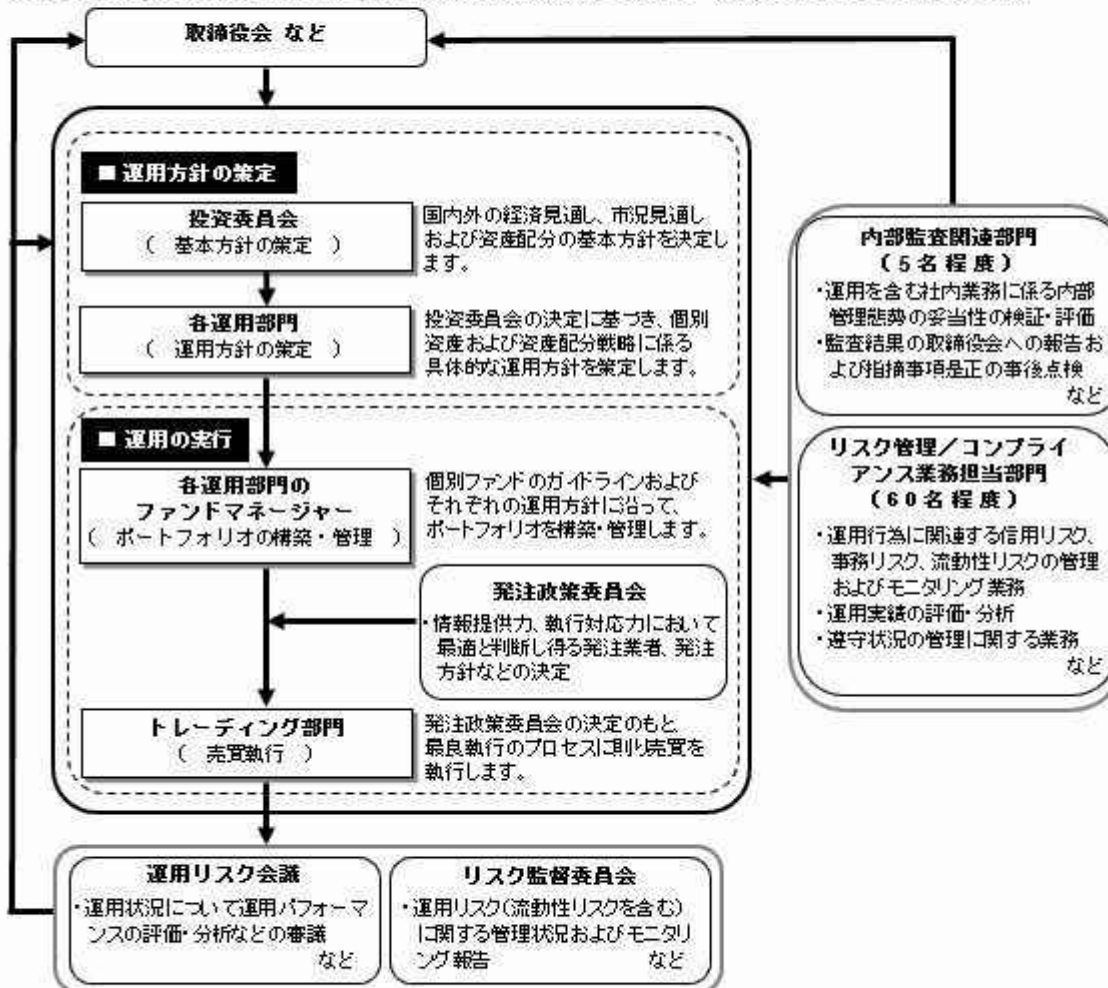 取締役会 など
■ 運用方針の策定
投資委員会
( 基本方針の策定 )
国内外の経済見通し、市況見通し
および資産配分の基本方針を決定し
ます。
各運用部門
( 運用方針の策定 )
投資委員会の決定に基づき、個別
資産および資産配分戦略に係る
具体的な運用方針を策定します。
■ 運用の実行
各運用部門の
ファンドマネージャー
( ポートフォリオの構築・管理 )
個別ファンドのガイドラインおよび
それぞれの運用方針に沿って、
ポートフォリオを構築・管理します。
発注政策委員会
・情報提供力、執行対応力において
最適と判断し得る発注業者、発注
方針などの決定
トレーディング部門
( 売買執行 )
発注政策委員会の決定のもと、
最良執行のプロセスに則り売買を
執行します。
内部監査関連部門
(5名程度)
・運用を含む社内業務に係る内部
管理態勢の妥当性の検証・評価
・監査結果の取締役会への報告お
よび指摘事項是正の事後点検
など
リスク管理/コンプライ
アンス業務担当部門
(60名程度)
・運用行為に関連する信用リスク、
事務リスク、流動性リスクの管理
およびモニタリング業務
・運用実績の評価・分析
・遵守状況の管理に関する業務
など
運用リスク会議
・運用状況について運用パフォーマ
ンスの評価・分析などの審議
など
リスク監督委員会
・運用リスク(流動性リスクを含む)
に関する管理状況およびモニタリ
ング報告 など